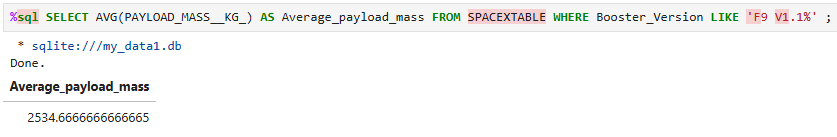 %sql SELECT AVG(PAYLOAD_MASS__KG_) AS Average_payload_mass FROM SPACEXTABLE WHERE Booster_Version LIKE 'F9 V1.1%' ;
* sqlite:///my_data1.db
Done.
Average_payload_mass
2534.6666666666665